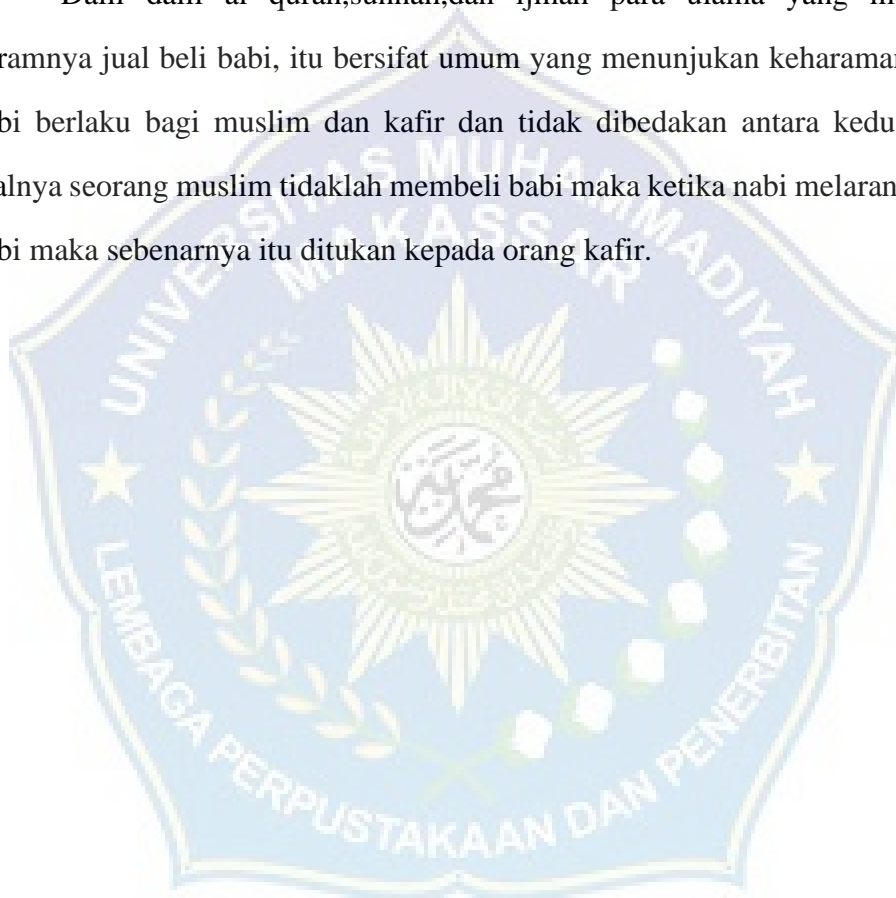 Dalil dalil al quran,sunnah,dan ijmah para ulama yang
ramnya jual beli babi, itu bersifat umum yang menunjukan keharaman
bi berlaku bagi muslim dan kafir dan tidak dibedakan antara kedu
alnya seorang muslim tidaklah membeli babi maka ketika nabi melaran
bi maka sebenarnya itu ditukan kepada orang kafir.
UNIVERSITAS MUHAMMADIYAH
MAKASSAR
LEMBAGA PERPUSTAKAAN DAN PENERBITAN